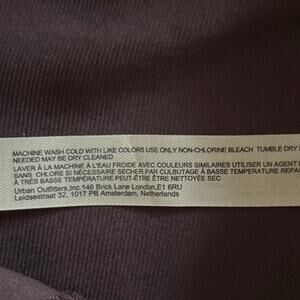 MACHINE WASH COLD WITH LIKE COLORS USE ONLY NON-CHLORINE BLEACH TUMBLE DRY
NEEDED MAY BE DRY CLEANED
LAVER À LA MACHINE À L'EAU FROIDE AVEC COULEURS SIMILAIRES UTILISER UN AGENT
SANS CHLORE SI NÉCESSAIRE SÉCHER PAR CULBUTAGE À BASSE TEMPÉRATURE REPA
À TRÈS BASSE TEMPÉRATURE PEUT-ÊTRE ÊTRE NETTOYÉE SEC
Urban Outfitters,Inc.146 Brick Lane London,E1 6RU
Leidsestraat 32, 1017 PB Amsterdam, Netherlands